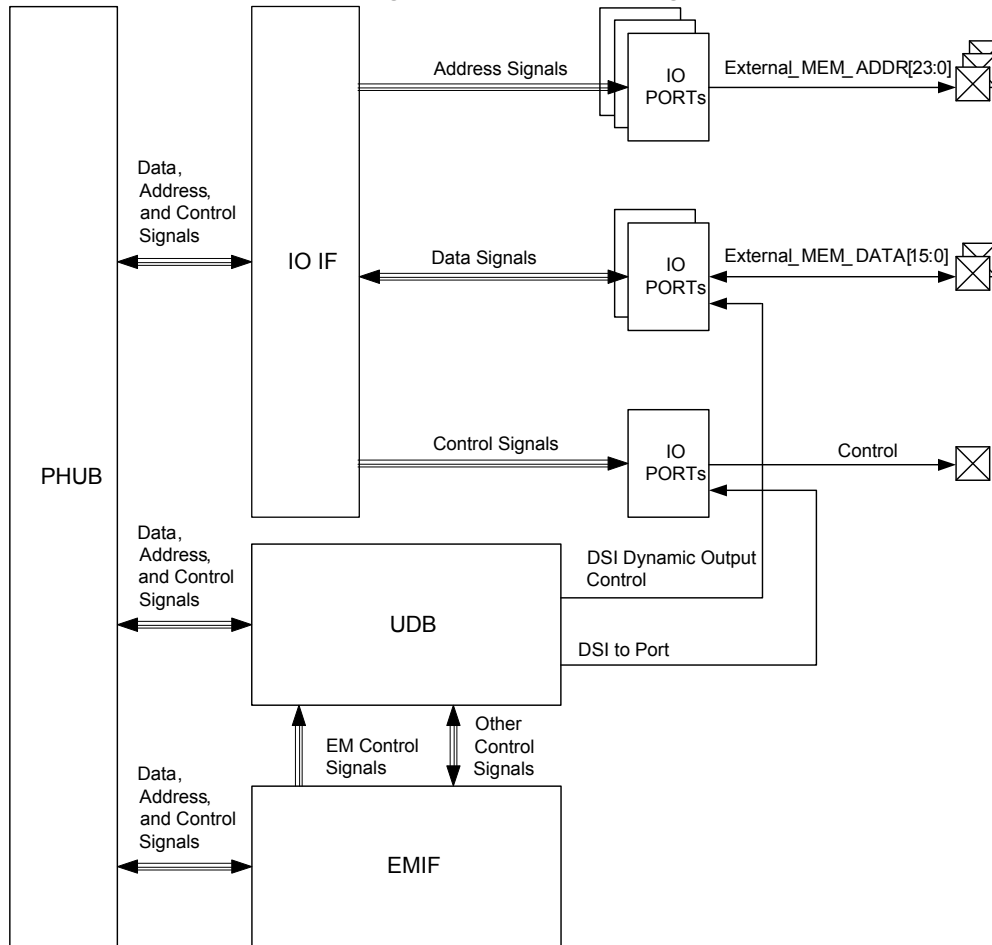 Address Signals
IO
PORTs
External_MEM_ADDR[23:0]
Data,
Address,
and Control
Signals
IO IF
Data Signals
IO
PORTs
External_MEM_DATA[15:0]
Control Signals
IO
PORTs
Control
PHUB
Data,
Address,
and Control
Signals
UDB
DSI Dynamic Output
Control
DSI to Port
EM Control
Signals
Other
Control
Signals
Data,
Address,
and Control
Signals
EMIF